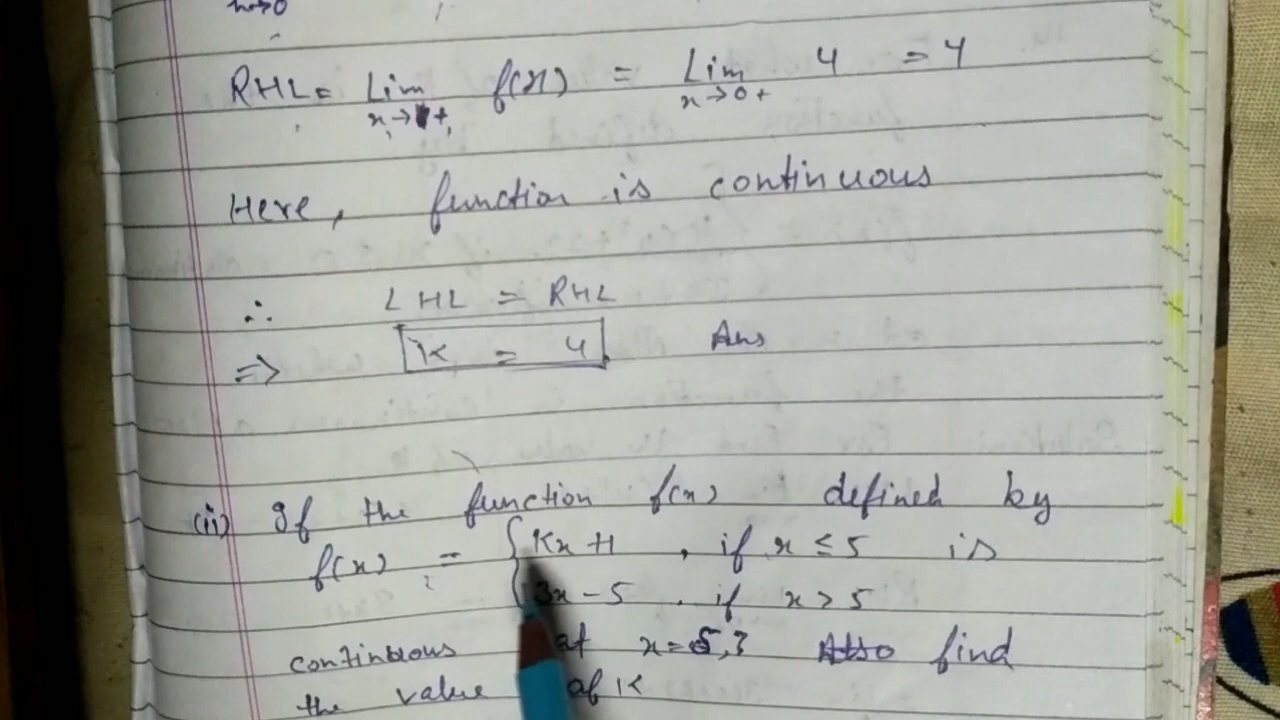 n→0
RHL = Lim f(x) = Lim 4 = 4
x→ + x→0+
Here, function is continuous
∴ LHL = RHL
⇒ K = 4 Ans
(ii) If the function f(x) defined by
f(x) = { Kx+1 , if x ≤ 5 is
3x-5 . if x > 5
continuous at x=5, find
the value of K